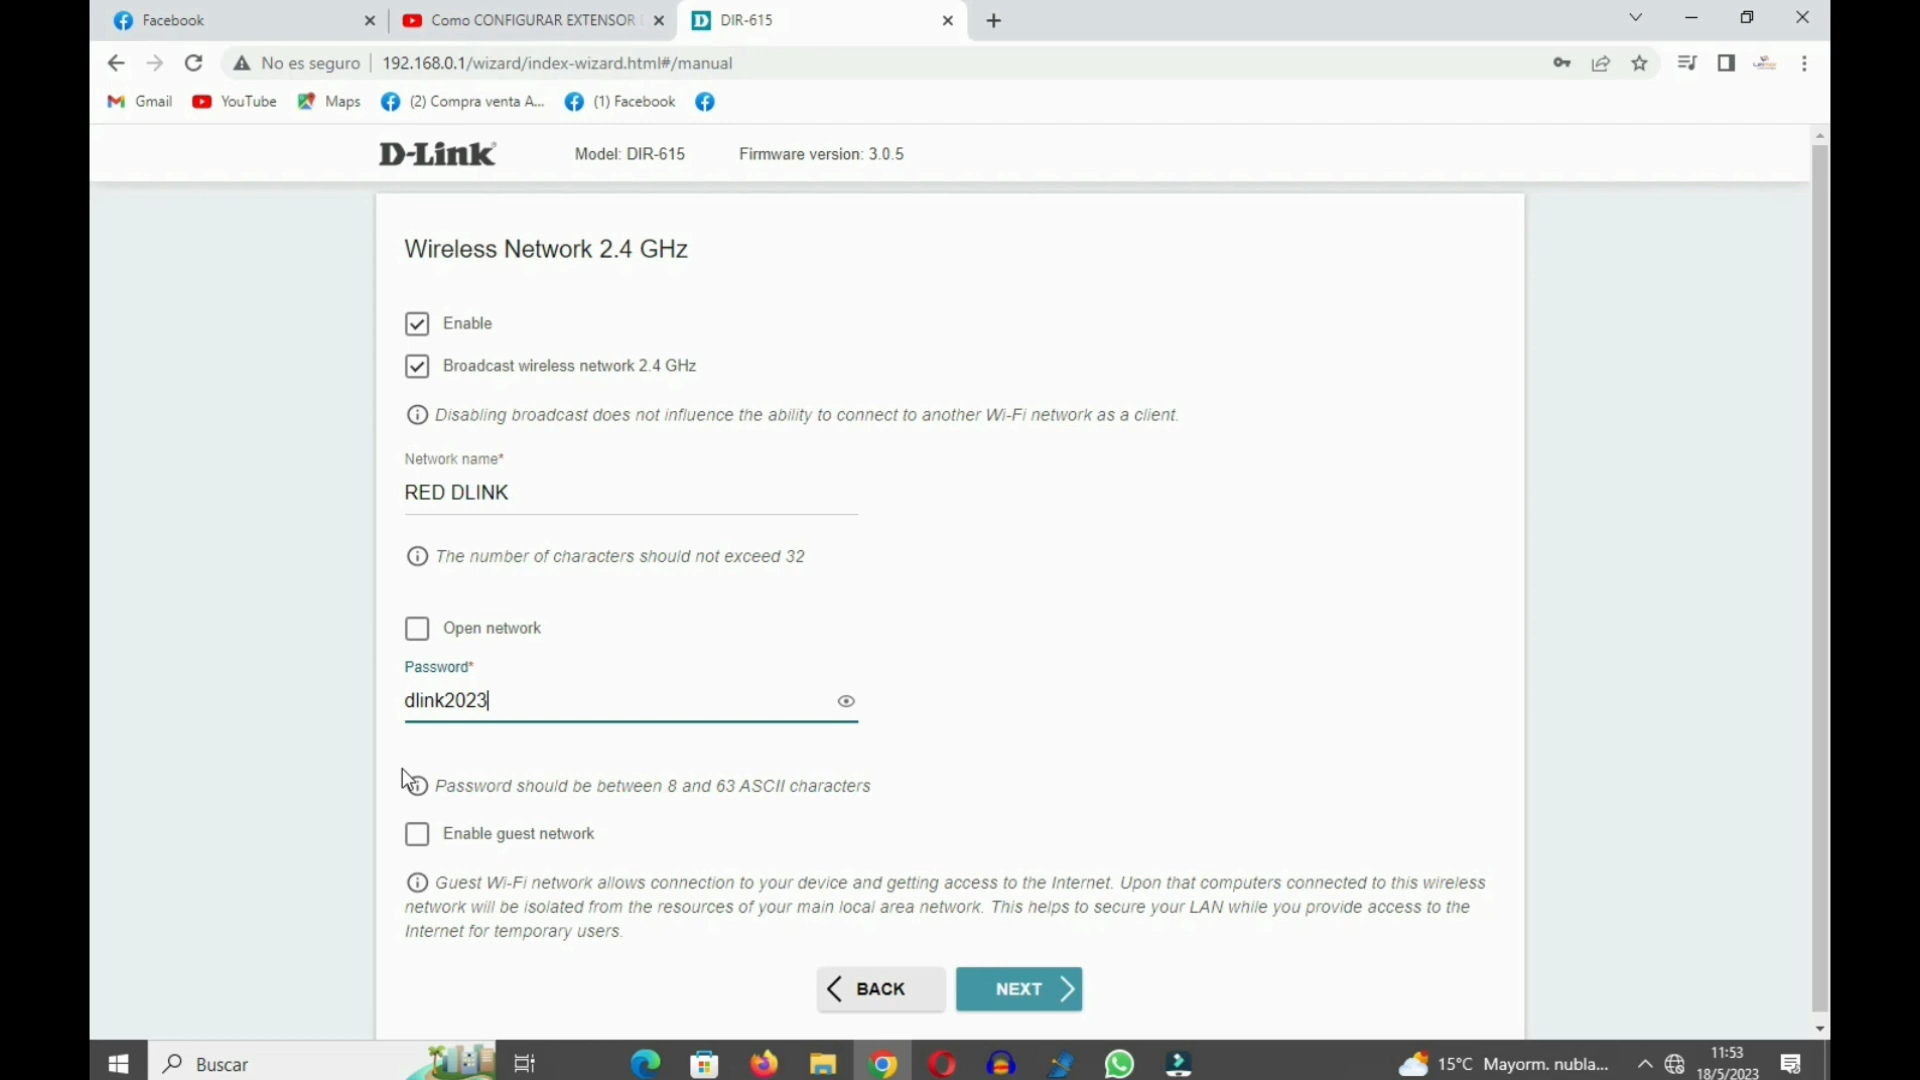 Facebook
Como CONFIGURAR EXTENSOR
DIR-615
No es seguro
192.168.0.1/wizard/index-wizard.html#/manual
Gmail
YouTube
Maps
(2) Compra venta A...
(1) Facebook
D-Link
Model: DIR-615
Firmware version: 3.0.5
Wireless Network 2.4 GHz
Enable
Broadcast wireless network 2.4 GHz
Disabling broadcast does not influence the ability to connect to another Wi-Fi network as a client.
Network name*
RED DLINK
The number of characters should not exceed 32
Open network
Password*
dlink2023
Password should be between 8 and 63 ASCII characters
Enable guest network
Guest Wi-Fi network allows connection to your device and getting access to the Internet. Upon that computers connected to this wireless
network will be isolated from the resources of your main local area network. This helps to secure your LAN while you provide access to the
Internet for temporary users.
BACK
NEXT
Buscar
15°C Mayorm. nubla...
11:53
18/5/2023